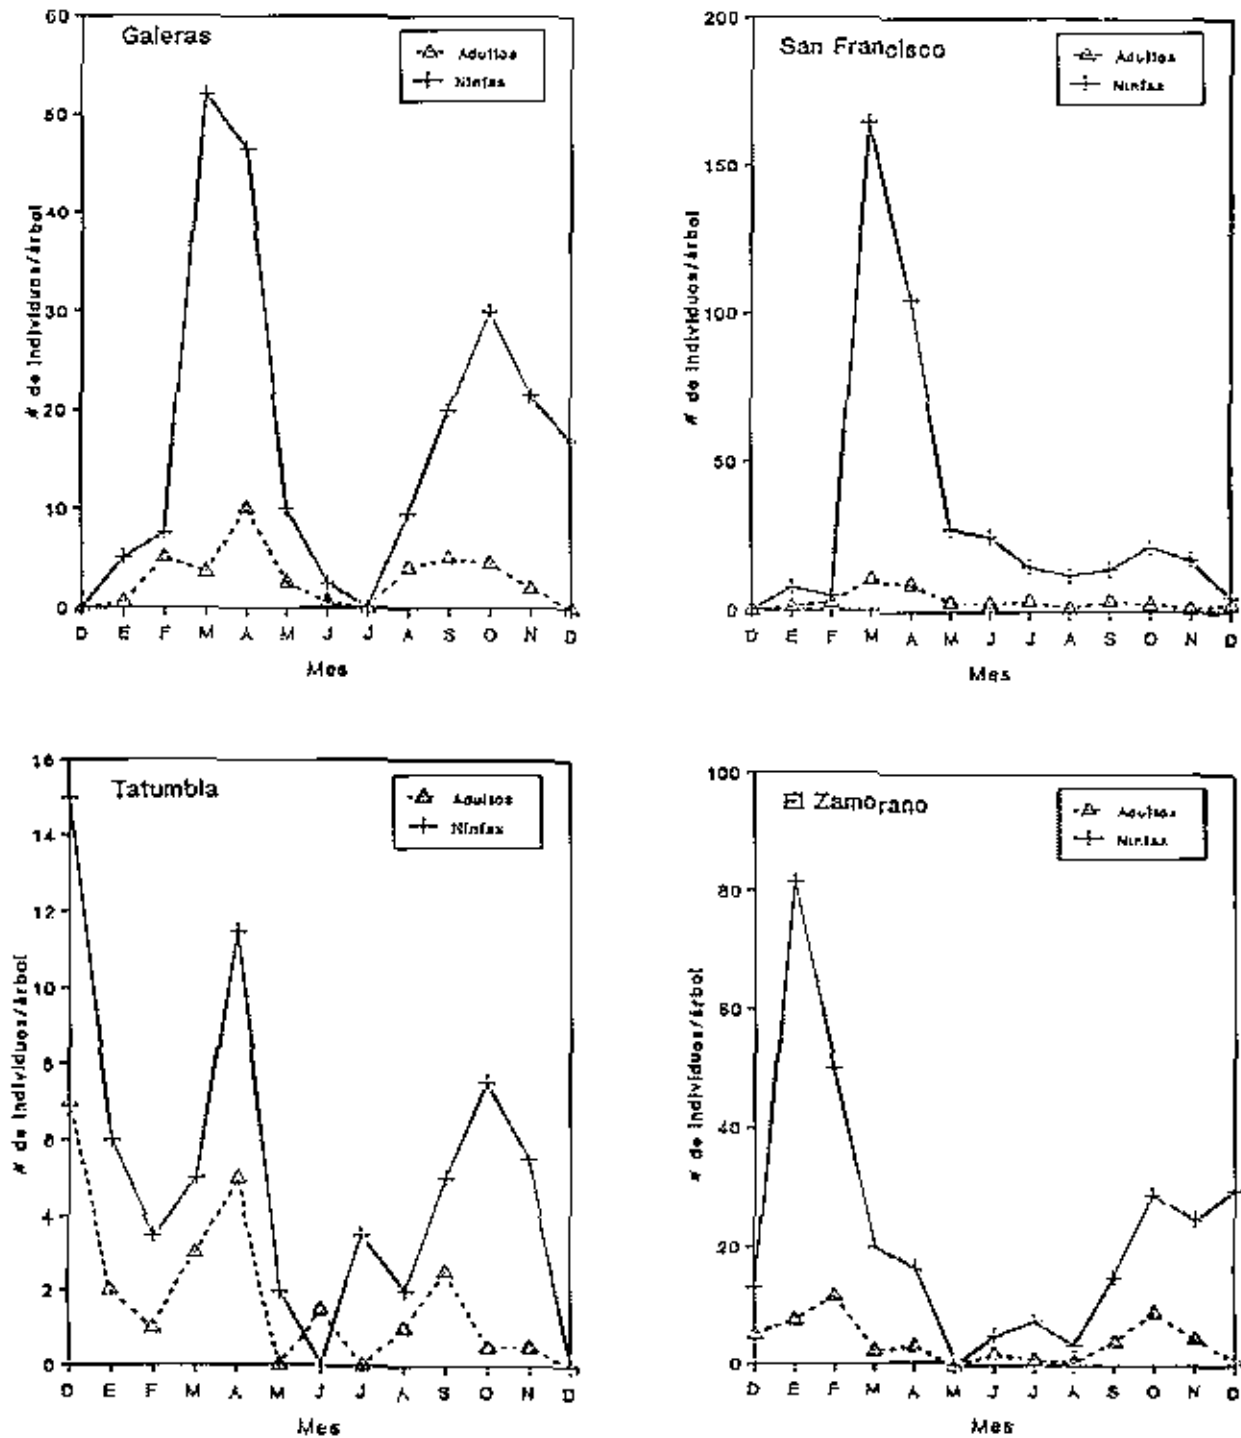 Galeras
Adultos
Ninfas
60
50
40
30
20
10
0
# de individuos/árbol
D E F M A M J J A S O N D
Mes
San Francisco
Adultos
Ninfas
200
150
100
50
0
# de individuos/árbol
D E F M A M J J A S O N D
Mes
Tatumbla
Adultos
Ninfas
16
14
12
10
8
6
4
2
0
# de individuos/árbol
D E F M A M J J A S O N D
Mes
El Zamorano
Adultos
Ninfas
100
80
60
40
20
0
# de individuos/árbol
D E F M A M J J A S O N D
Mes